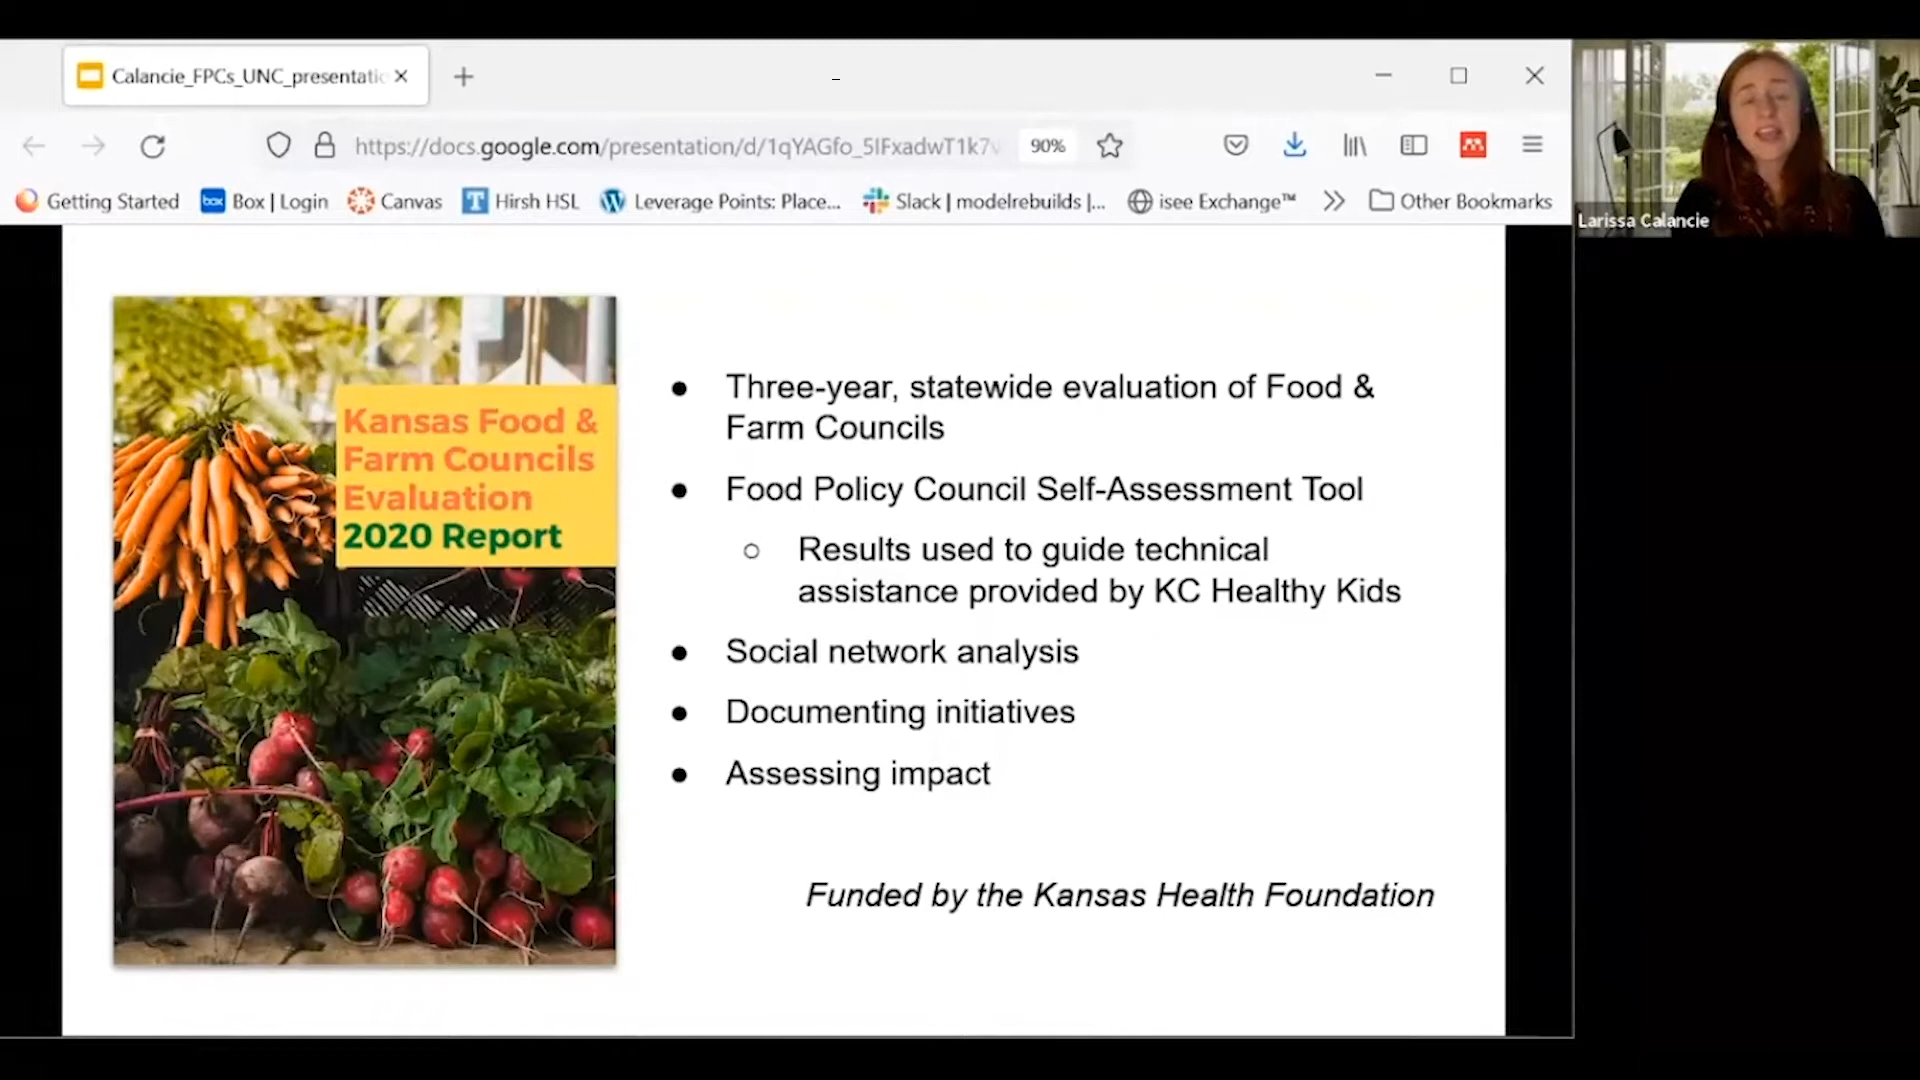 Calancie_FPCs_UNC_presentatio
https://docs.google.com/presentation/d/1qYAGfo_5IFxadwT1k7v
90%
Getting Started
box
Box | Login
Canvas
T
Hirsh HSL
Leverage Points: Place...
Slack | modelrebuilds |...
isee Exchange™
Other Bookmarks
Larissa Calancie
Kansas Food &
Farm Councils
Evaluation
2020 Report
● Three-year, statewide evaluation of Food &
Farm Councils
● Food Policy Council Self-Assessment Tool
○ Results used to guide technical
assistance provided by KC Healthy Kids
● Social network analysis
● Documenting initiatives
● Assessing impact
Funded by the Kansas Health Foundation